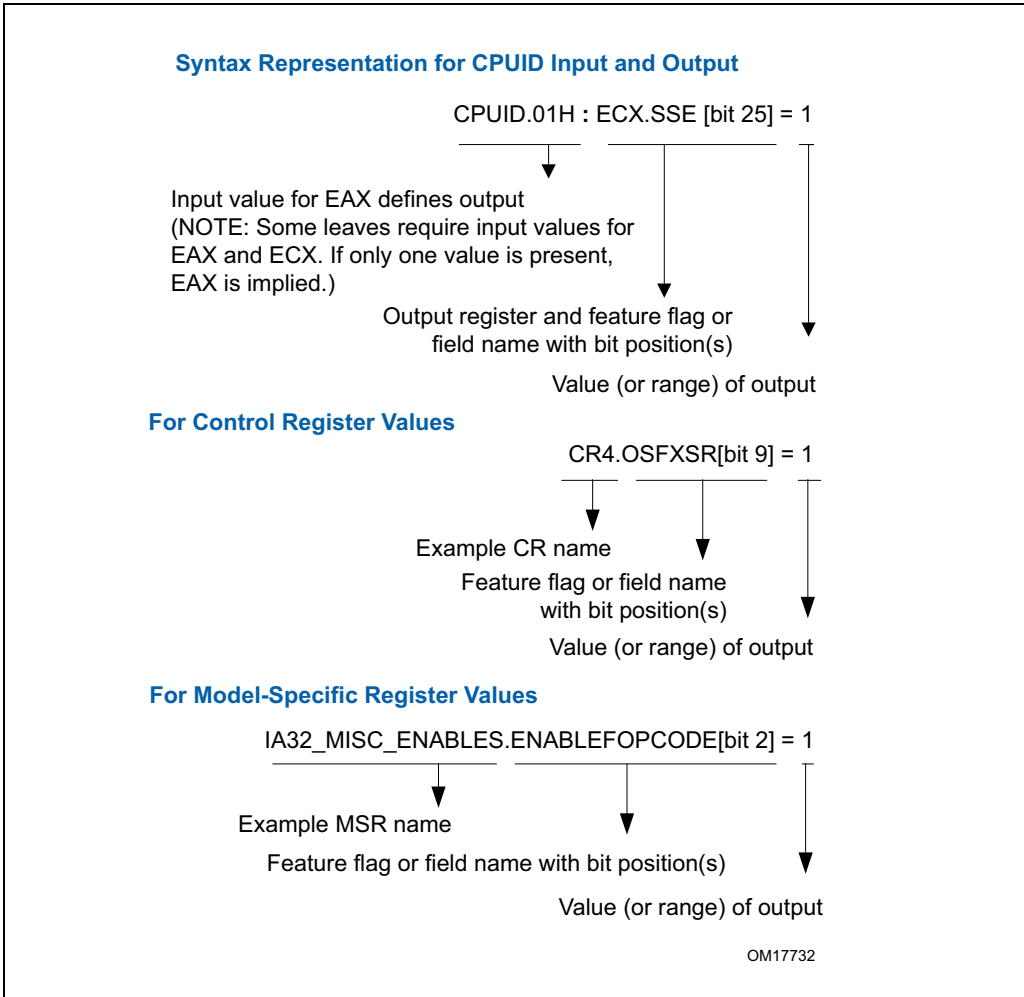 Syntax Representation for CPUID Input and Output
CPUID.01H : ECX.SSE [bit 25] = 1
Input value for EAX defines output
(NOTE: Some leaves require input values for
EAX and ECX. If only one value is present,
EAX is implied.)
Output register and feature flag or
field name with bit position(s)
Value (or range) of output
For Control Register Values
CR4.OSFXSR[bit 9] = 1
Example CR name
Feature flag or field name
with bit position(s)
Value (or range) of output
For Model-Specific Register Values
IA32_MISC_ENABLES.ENABLEFOPCODE[bit 2] = 1
Example MSR name
Feature flag or field name with bit position(s)
Value (or range) of output
OM17732